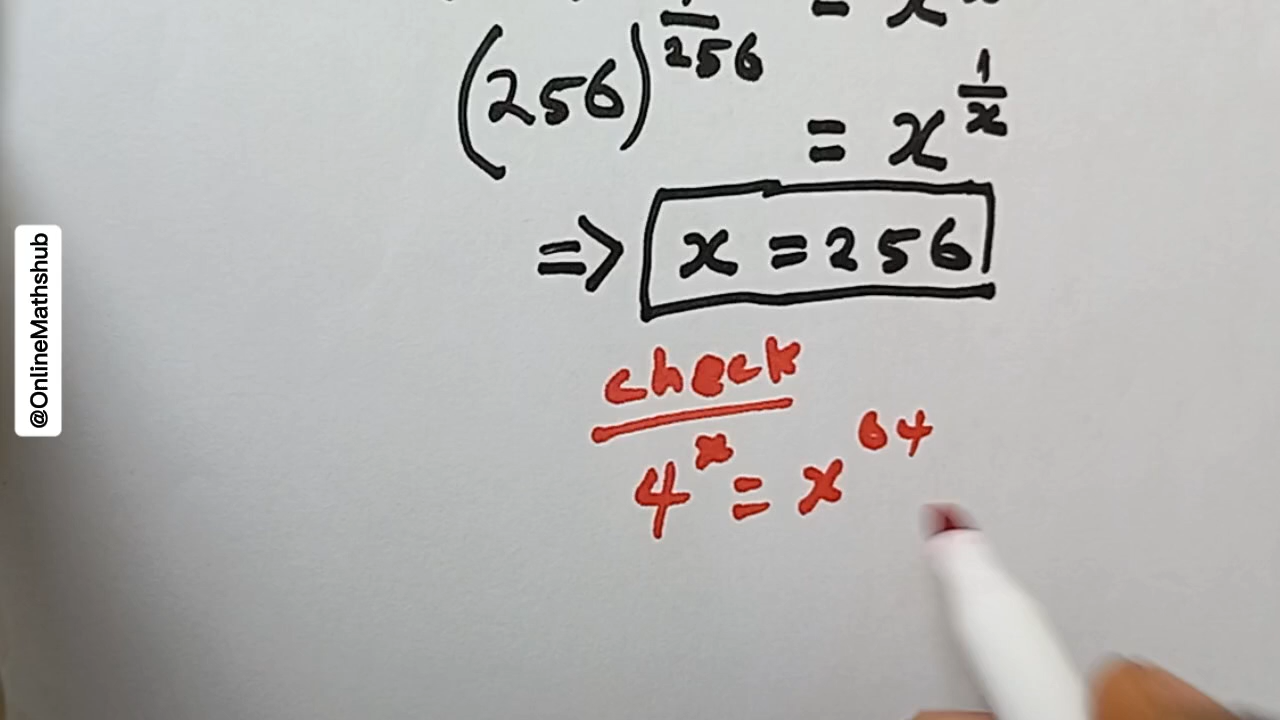 = x
(256)^(1/256) = x^(1/x)
=> x = 256
check
4^x = x^64
@OnlineMathshub